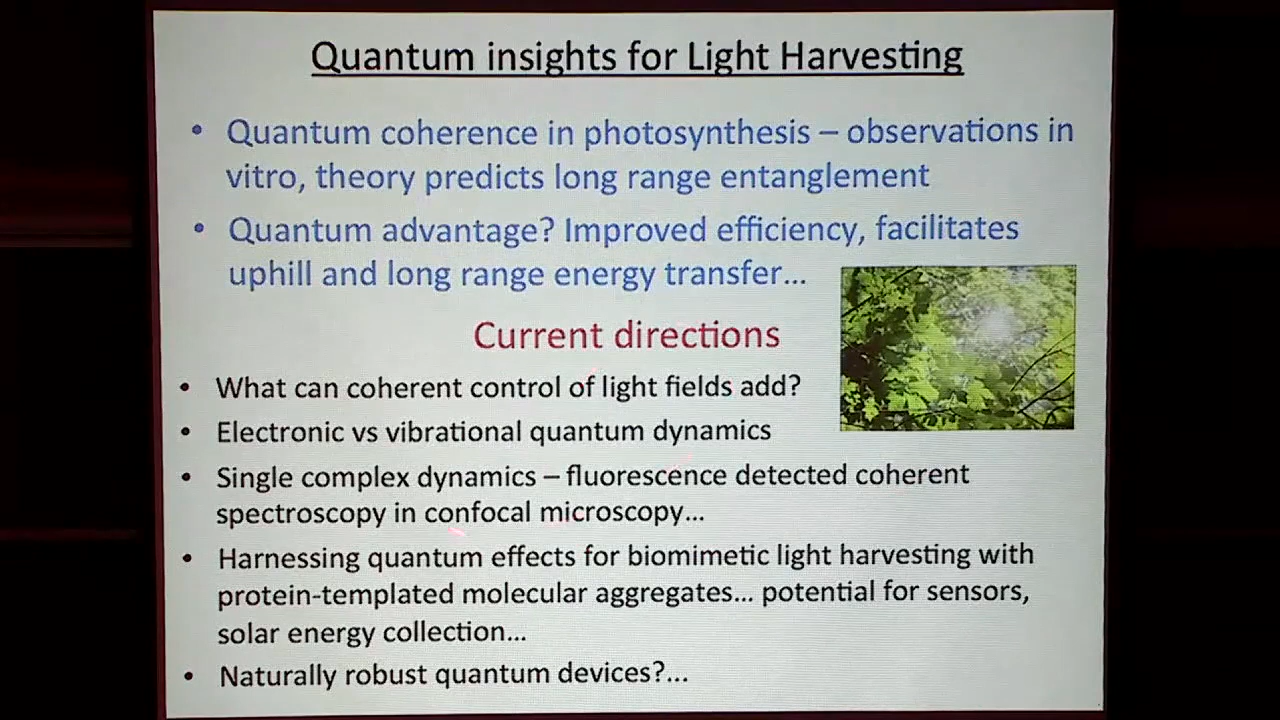 Quantum insights for Light Harvesting
• Quantum coherence in photosynthesis – observations in
vitro, theory predicts long range entanglement
• Quantum advantage? Improved efficiency, facilitates
uphill and long range energy transfer...
Current directions
• What can coherent control of light fields add?
• Electronic vs vibrational quantum dynamics
• Single complex dynamics – fluorescence detected coherent
spectroscopy in confocal microscopy...
• Harnessing quantum effects for biomimetic light harvesting with
protein-templated molecular aggregates... potential for sensors,
solar energy collection...
• Naturally robust quantum devices?...